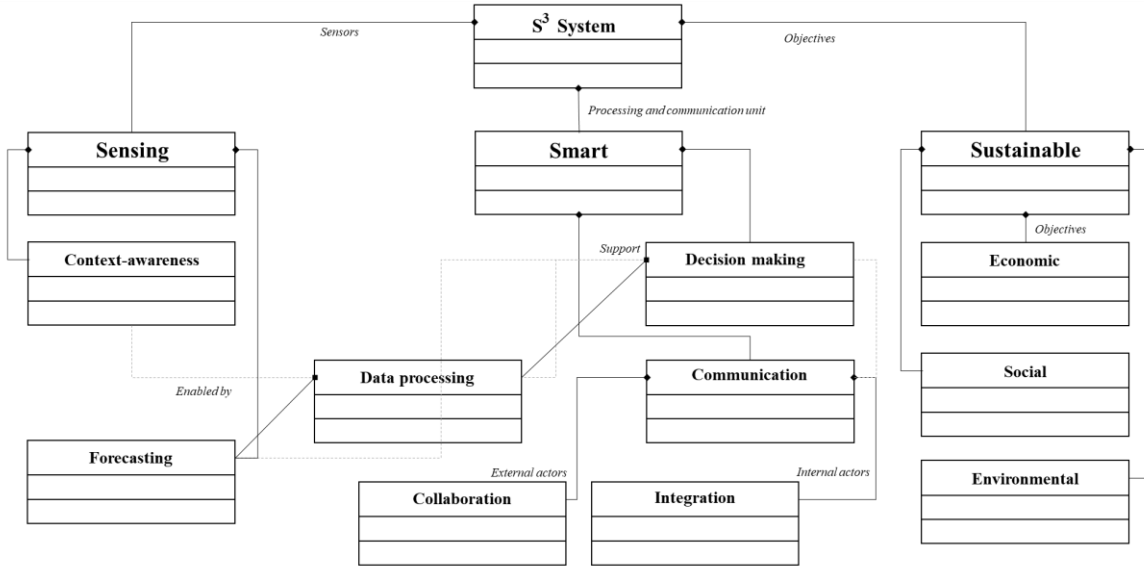 S³ System
Sensors
Objectives
Processing and communication unit
Sensing
Smart
Sustainable
Objectives
Support
Context-awareness
Decision making
Economic
Data processing
Communication
Social
Enabled by
Forecasting
External actors
Internal actors
Environmental
Collaboration
Integration